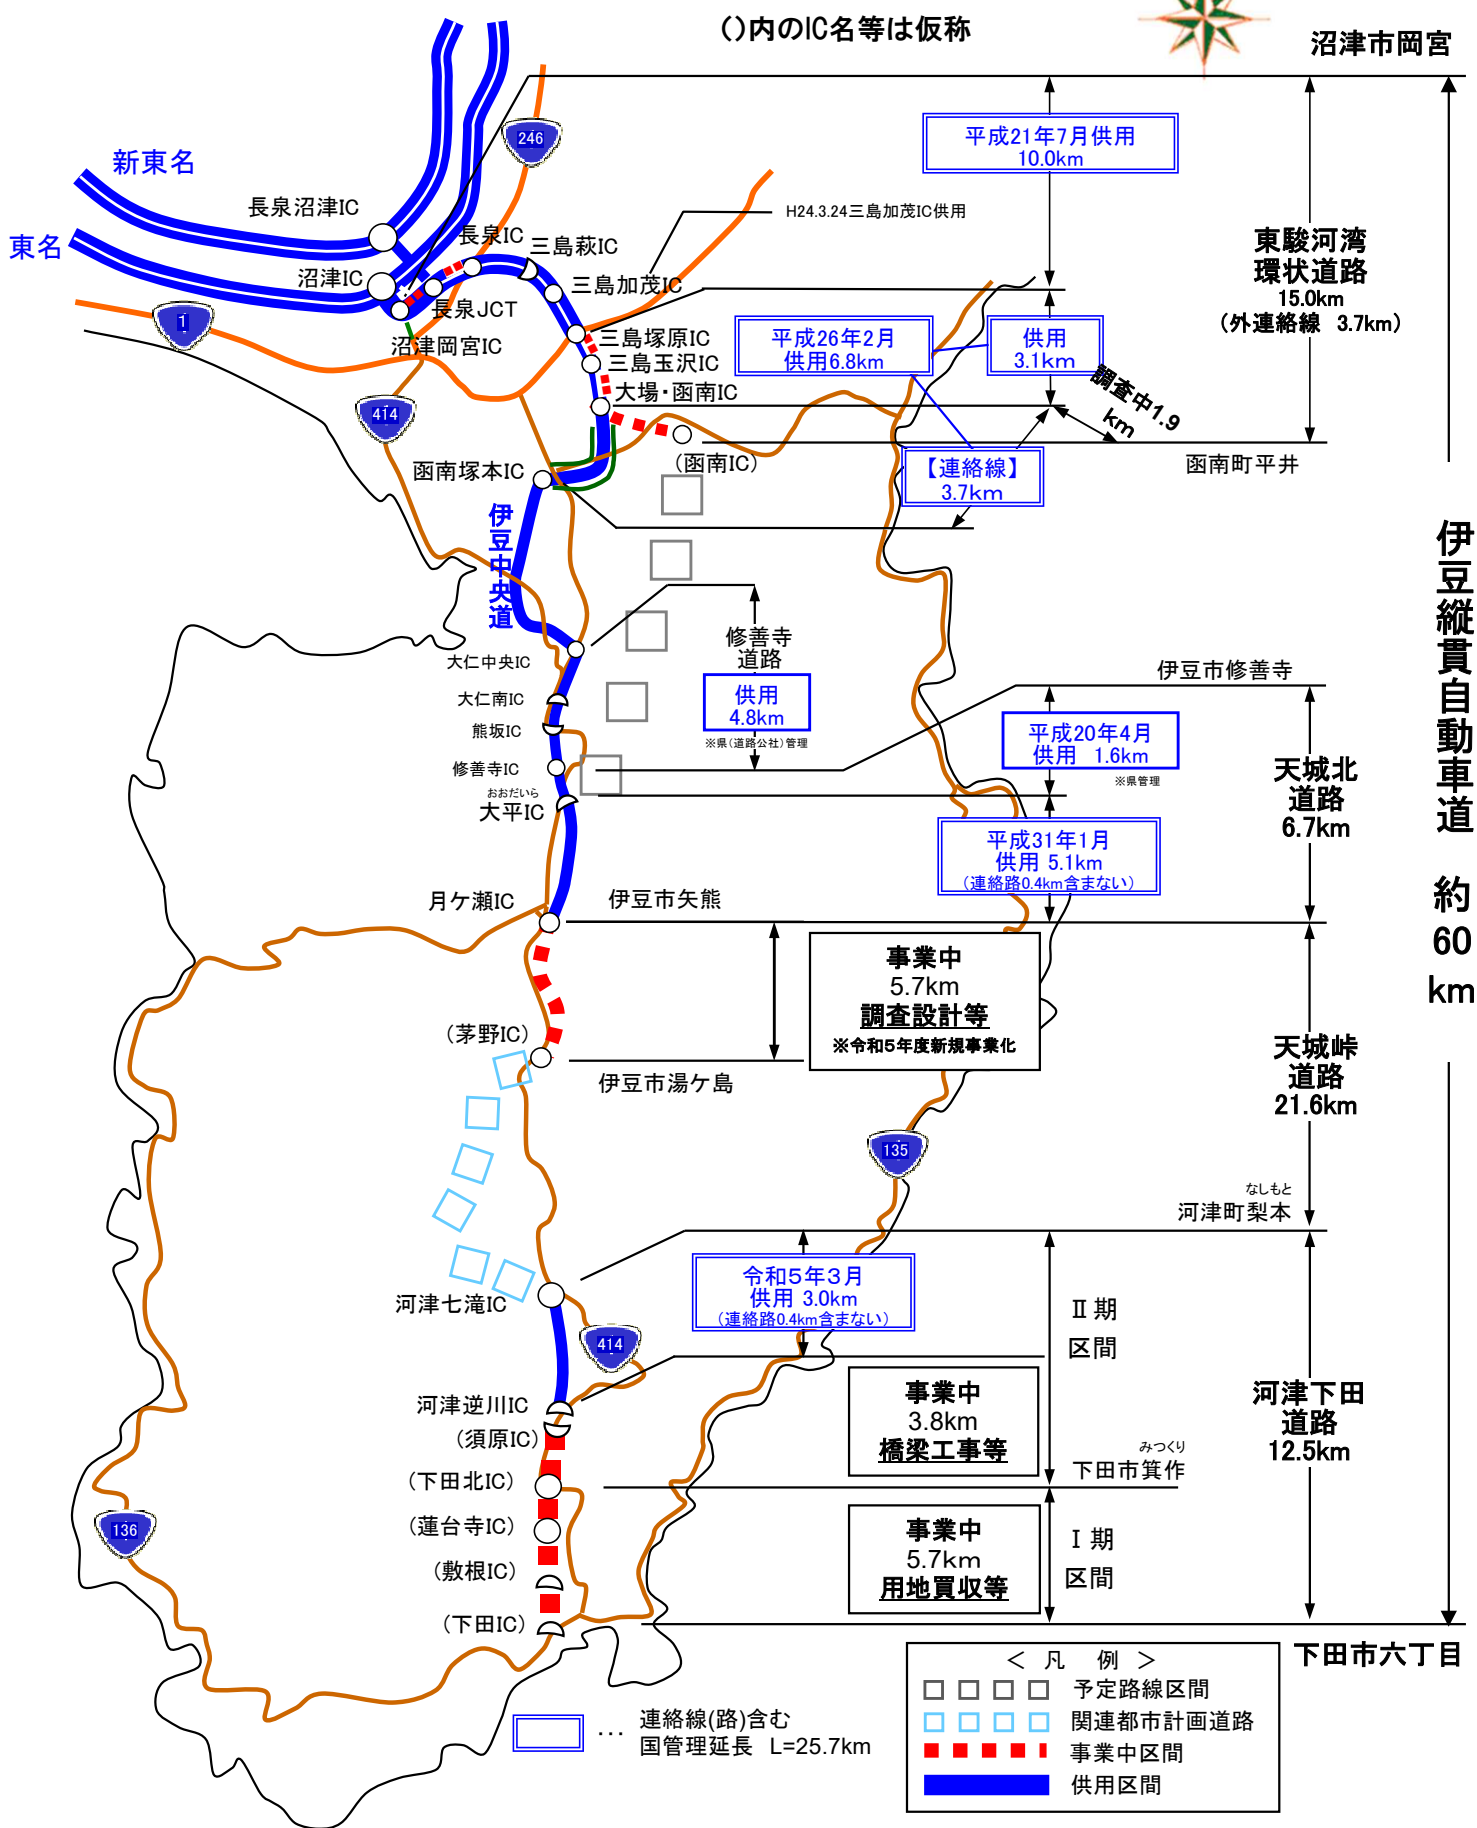 ()内のIC名等は仮称
沼津市岡宮
246
平成21年7月供用
10.0km
新東名
長泉沼津IC
H24.3.24三島加茂IC供用
東名
長泉IC
三島萩IC
沼津IC
三島加茂IC
東駿河湾
環状道路
15.0km
(外連絡線 3.7km)
長泉JCT
1
沼津岡宮IC
三島塚原IC
三島玉沢IC
平成26年2月
供用6.8km
供用
3.1km
大場・函南IC
414
調査中1.9
km
(函南IC)
函南町平井
函南塚本IC
【連絡線】
3.7km
伊豆中央道
伊豆縦貫自動車道 約60km
修善寺
道路
大仁中央IC
伊豆市修善寺
大仁南IC
供用
4.8km
※県(道路公社)管理
熊坂IC
平成20年4月
供用 1.6km
※県管理
天城北
道路
6.7km
修善寺IC
おおだいら
大平IC
平成31年1月
供用 5.1km
(連絡路0.4km含まない)
月ケ瀬IC
伊豆市矢熊
事業中
5.7km
調査設計等
※令和5年度新規事業化
(茅野IC)
伊豆市湯ケ島
天城峠
道路
21.6km
135
なしもと
河津町梨本
令和5年3月
供用 3.0km
(連絡路0.4km含まない)
河津七滝IC
Ⅱ期
区間
414
河津逆川IC
(須原IC)
事業中
3.8km
橋梁工事等
河津下田
道路
12.5km
みつくり
下田市箕作
(下田北IC)
(蓮台寺IC)
136
事業中
5.7km
用地買収等
Ⅰ期
区間
(敷根IC)
(下田IC)
下田市六丁目
＜ 凡 例 ＞
予定路線区間
関連都市計画道路
事業中区間
供用区間
… 連絡線(路)含む
国管理延長 L=25.7km